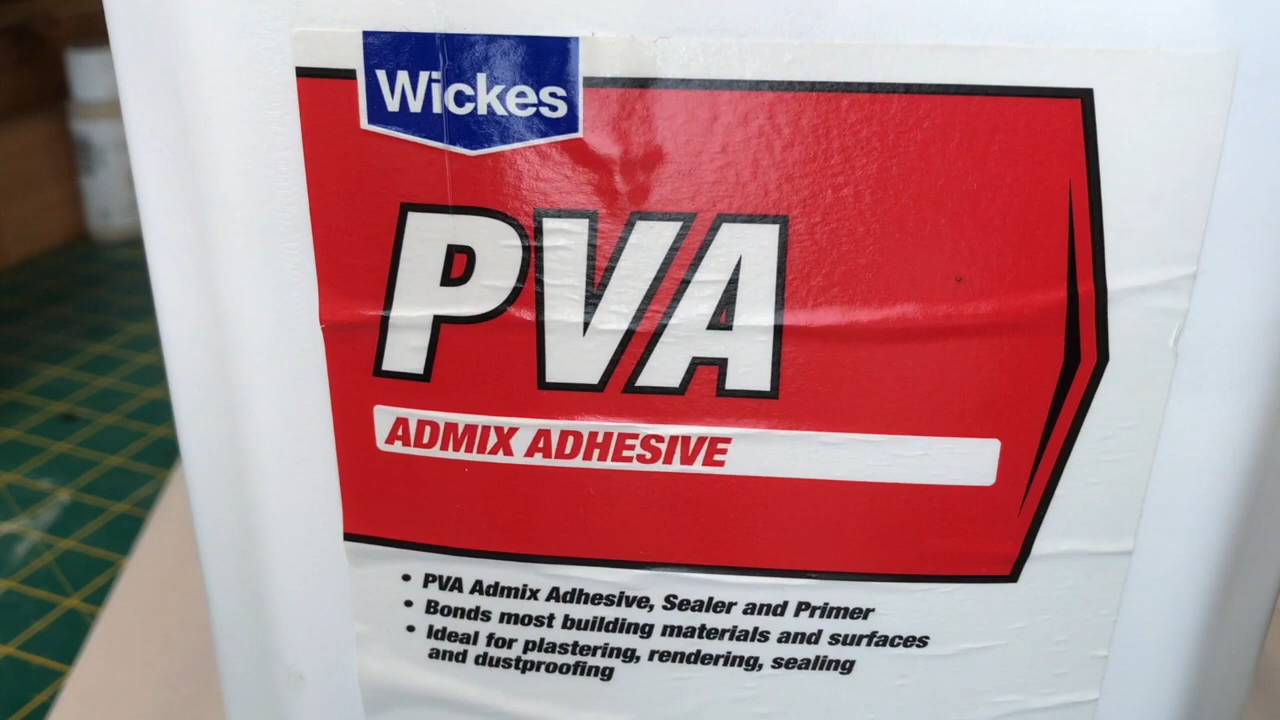 Wickes
PVA
ADMIX ADHESIVE
• PVA Admix Adhesive, Sealer and Primer
• Bonds most building materials and surfaces
• Ideal for plastering, rendering, sealing
and dustproofing